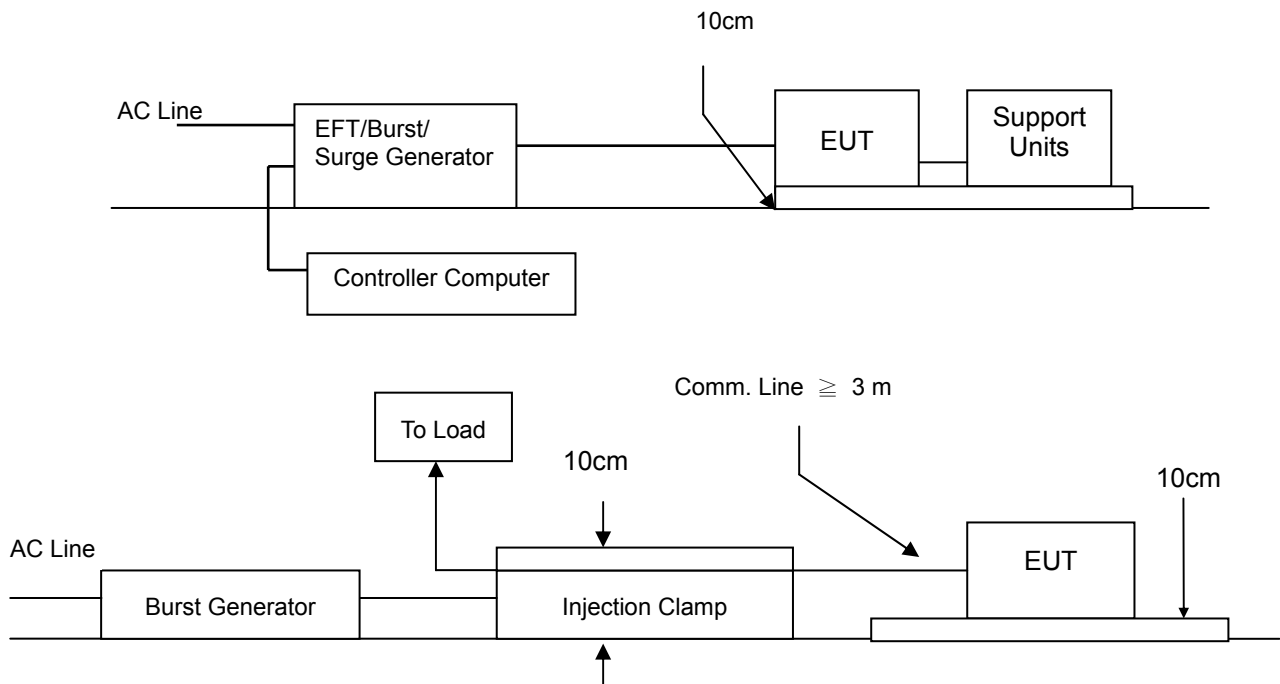 10cm
AC Line
EFT/Burst/
Surge Generator
EUT
Support
Units
Controller Computer
Comm. Line ≧ 3 m
To Load
10cm
10cm
AC Line
EUT
Burst Generator
Injection Clamp